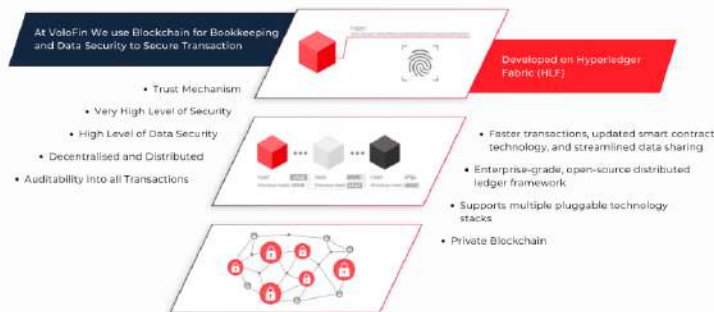 At VoloFin We use Blockchain for Bookkeeping
and Data Security to Secure Transaction
• Trust Mechanism
• Very High Level of Security
• High Level of Data Security
• Decentralised and Distributed
• Auditability into all Transactions
Developed on Hyperledger
Fabric (HLF)
• Faster transactions, updated smart contract
technology, and streamlined data sharing
• Enterprise-grade, open-source distributed
ledger framework
• Supports multiple pluggable technology
stacks
• Private Blockchain